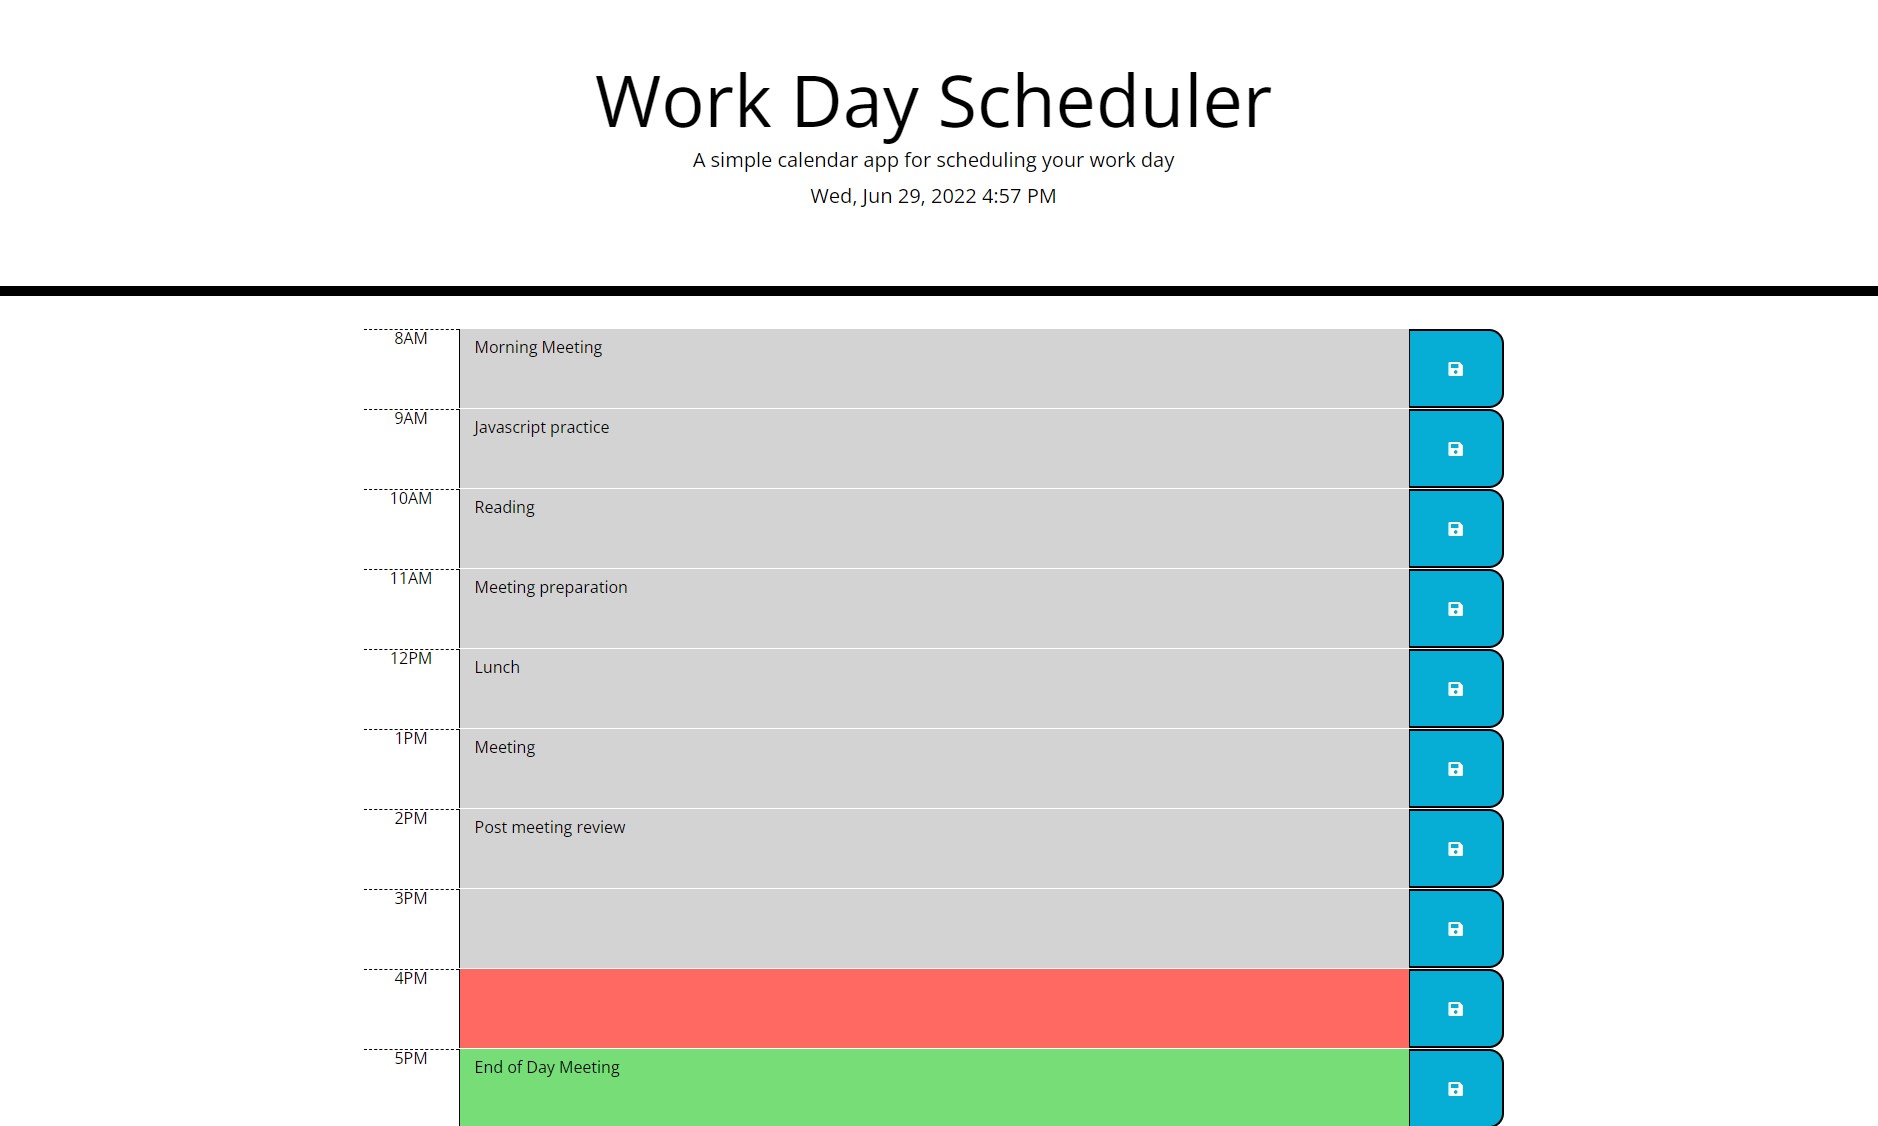 Work Day Scheduler
A simple calendar app for scheduling your work day
Wed, Jun 29, 2022 4:57 PM
8AM
Morning Meeting
9AM
Javascript practice
10AM
Reading
11AM
Meeting preparation
12PM
Lunch
1PM
Meeting
2PM
Post meeting review
3PM
4PM
5PM
End of Day Meeting